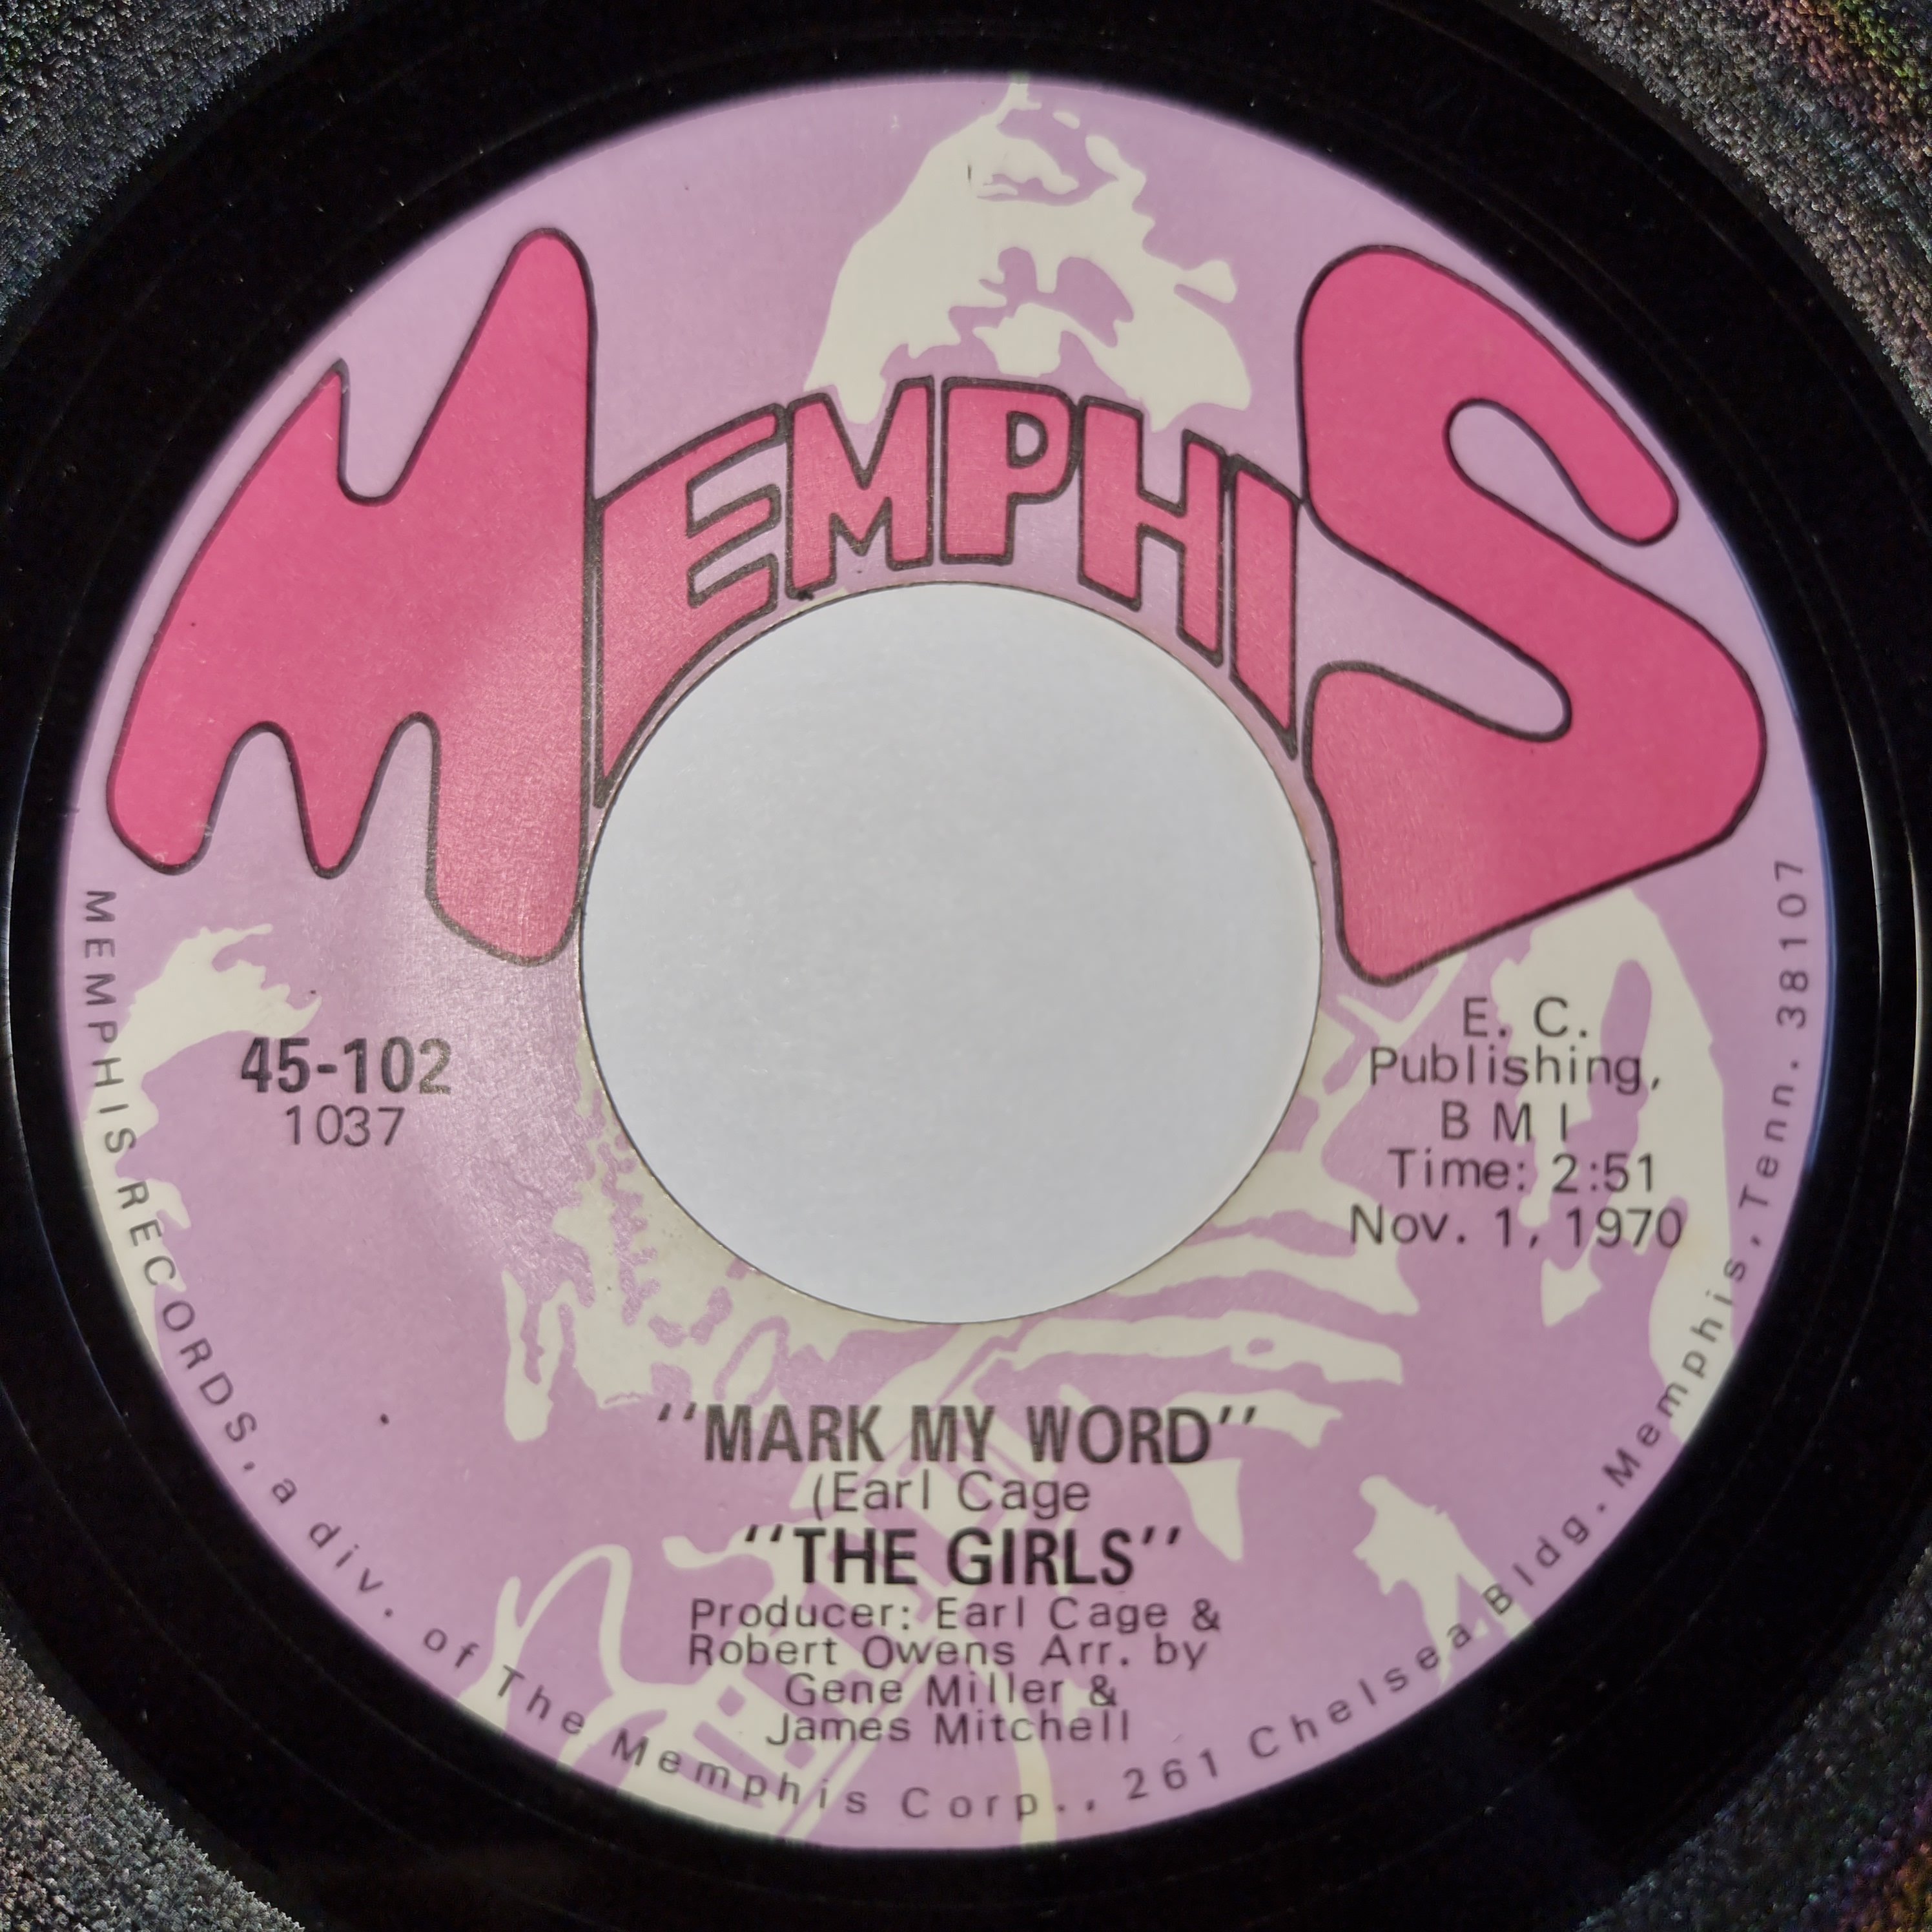 MEMPHIS
45-102
1037
E. C.
Publishing,
BMI
Time: 2:51
Nov. 1, 1970
"MARK MY WORD"
(Earl Cage
"THE GIRLS"
Producer: Earl Cage &
Robert Owens Arr. by
Gene Miller &
James Mitchell
MEMPHIS RECORDS, a div. of The Memphis Corp., 261 Chelsea Bldg. Memphis, Tenn. 38107